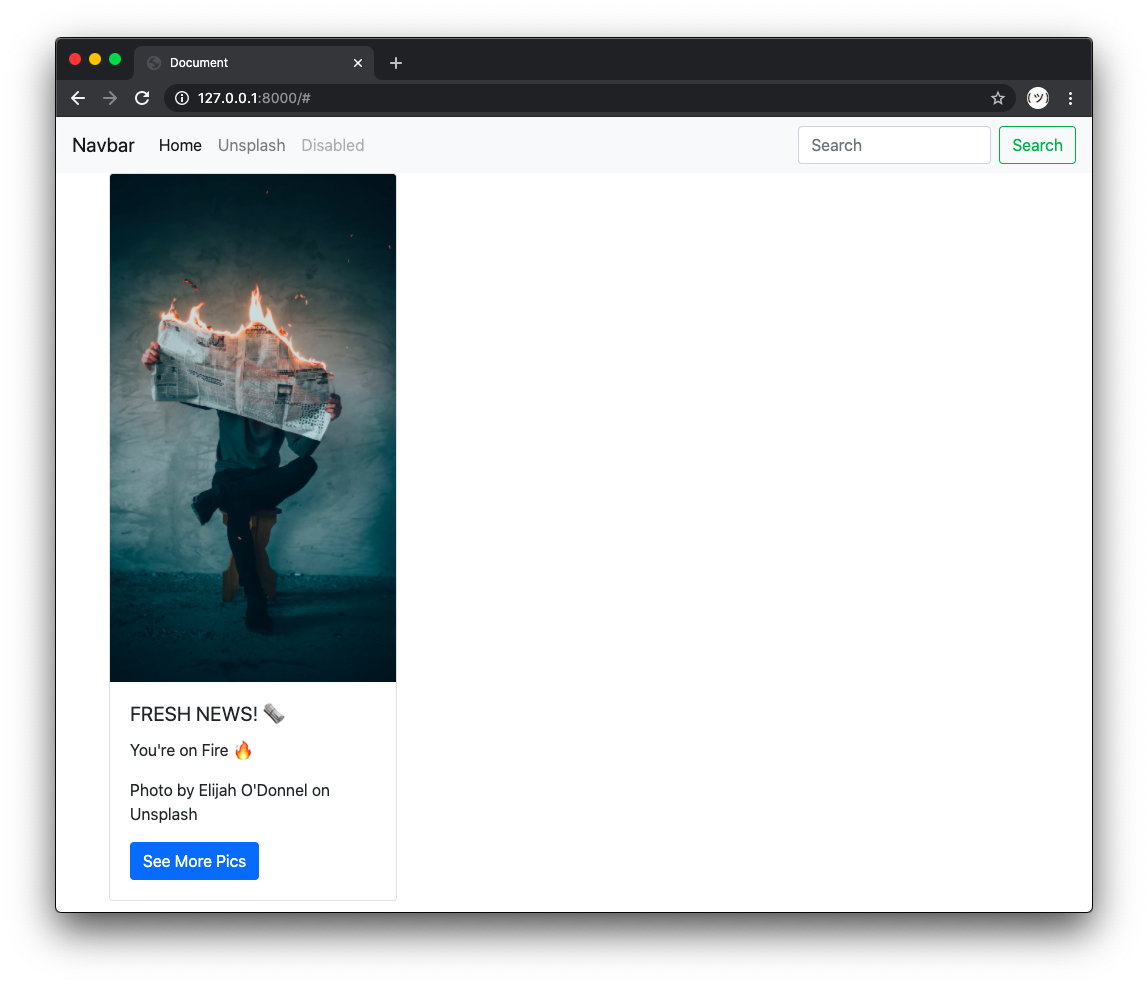 Document
127.0.0.1:8000/#
Navbar Home Unsplash Disabled Search Search
FRESH NEWS! 🗞️
You're on Fire 🔥
Photo by Elijah O'Donnel on
Unsplash
See More Pics